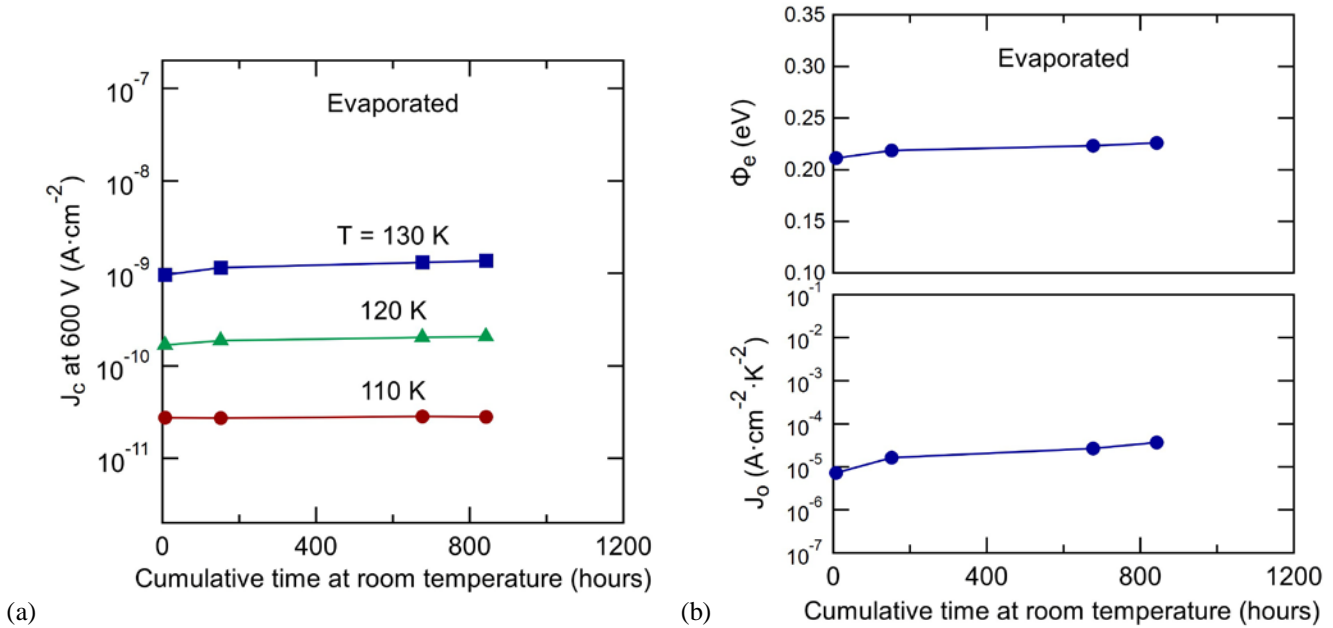 Evaporated
T = 130 K
120 K
110 K
J_c at 600 V (A·cm⁻²)
10⁻⁷
10⁻⁸
10⁻⁹
10⁻¹⁰
10⁻¹¹
0 400 800 1200
Cumulative time at room temperature (hours)
(a)
Evaporated
Φ_e (eV)
0.35
0.30
0.25
0.20
0.15
0.10
J_o (A·cm⁻²·K⁻²)
10⁻¹
10⁻²
10⁻³
10⁻⁴
10⁻⁵
10⁻⁶
10⁻⁷
0 400 800 1200
Cumulative time at room temperature (hours)
(b)